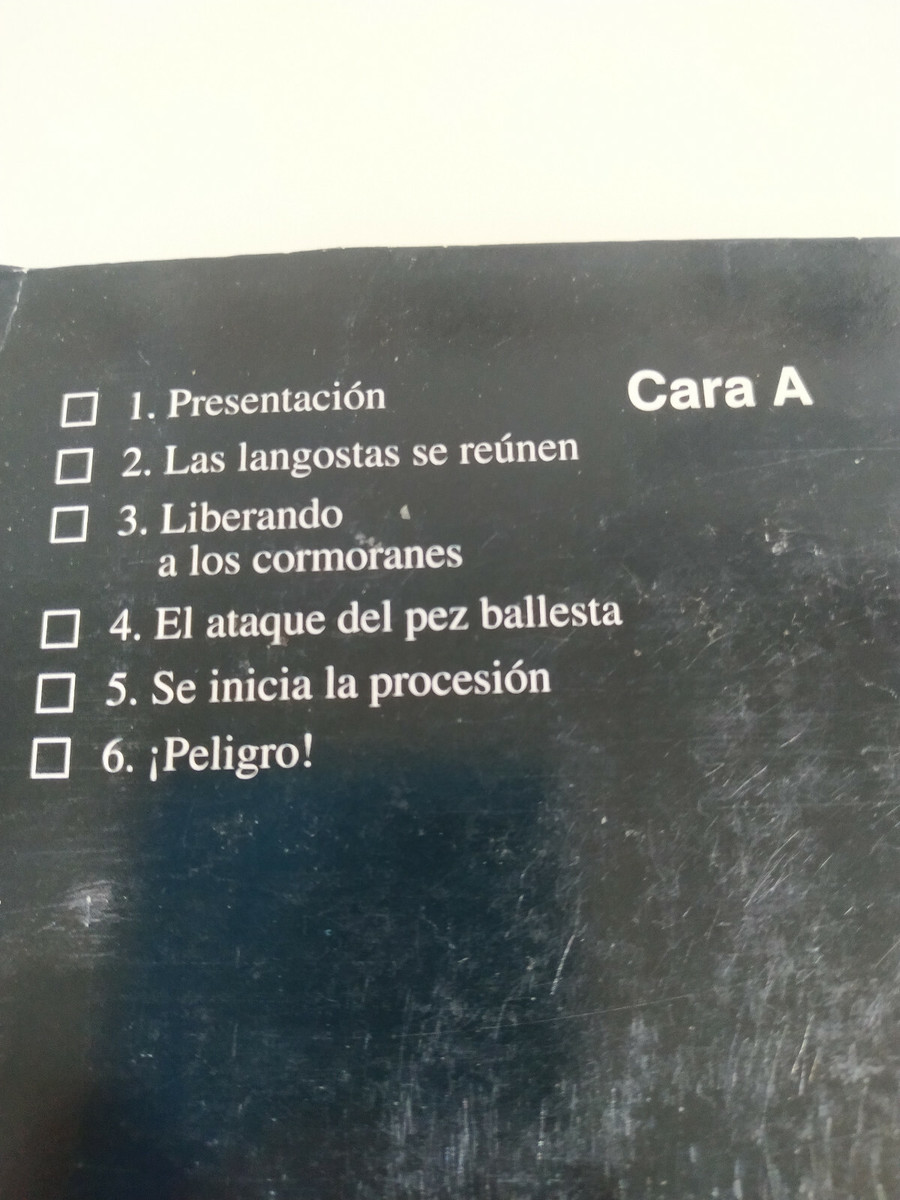 Cara A
1. Presentación
2. Las langostas se reúnen
3. Liberando
a los cormoranes
4. El ataque del pez ballesta
5. Se inicia la procesión
6. ¡Peligro!